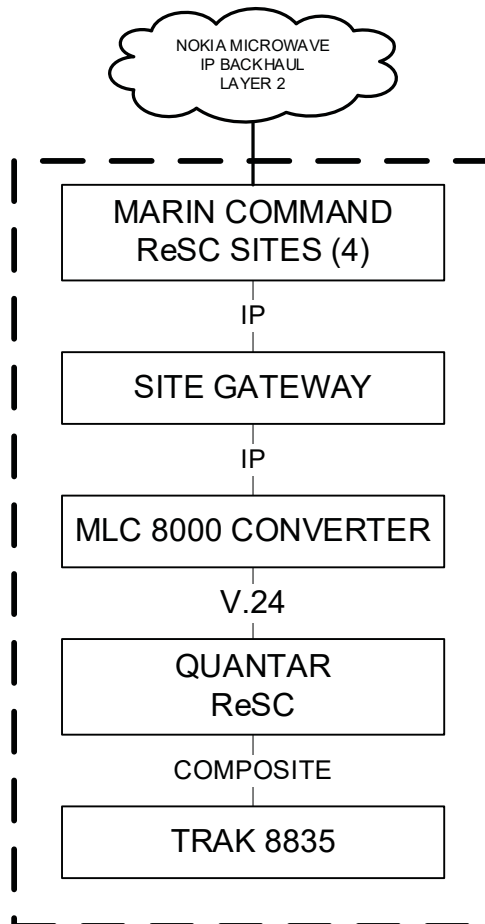 NOKIA MICROWAVE
IP BACKHAUL
LAYER 2
MARIN COMMAND
ReSC SITES (4)
IP
SITE GATEWAY
IP
MLC 8000 CONVERTER
V.24
QUANTAR
ReSC
COMPOSITE
TRAK 8835